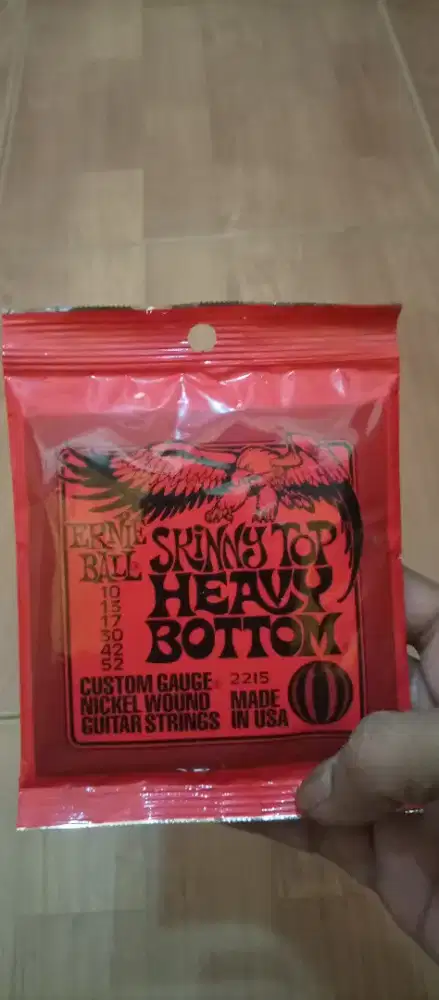 ERNIE
BALL®
SKINNY TOP
HEAVY
BOTTOM
10
13
17
30
42
52
CUSTOM GAUGE®
NICKEL WOUND
GUITAR STRINGS
2215
MADE
IN USA